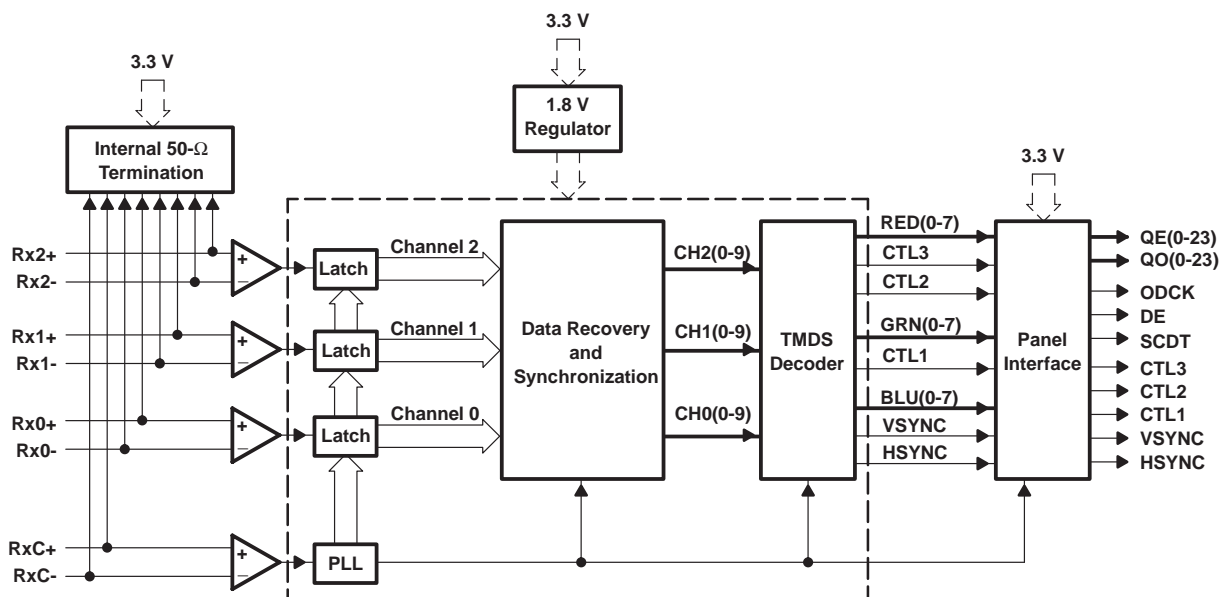 3.3 V
3.3 V
1.8 V
Regulator
Internal 50-Ω
Termination
3.3 V
Rx2+
Rx2-
+
−
Latch
Channel 2
Rx1+
Rx1-
+
−
Latch
Channel 1
Rx0+
Rx0-
+
−
Latch
Channel 0
RxC+
RxC-
+
−
PLL
Data Recovery
and
Synchronization
CH2(0-9)
CH1(0-9)
CH0(0-9)
TMDS
Decoder
RED(0-7)
CTL3
CTL2
GRN(0-7)
CTL1
BLU(0-7)
VSYNC
HSYNC
Panel
Interface
QE(0-23)
QO(0-23)
ODCK
DE
SCDT
CTL3
CTL2
CTL1
VSYNC
HSYNC